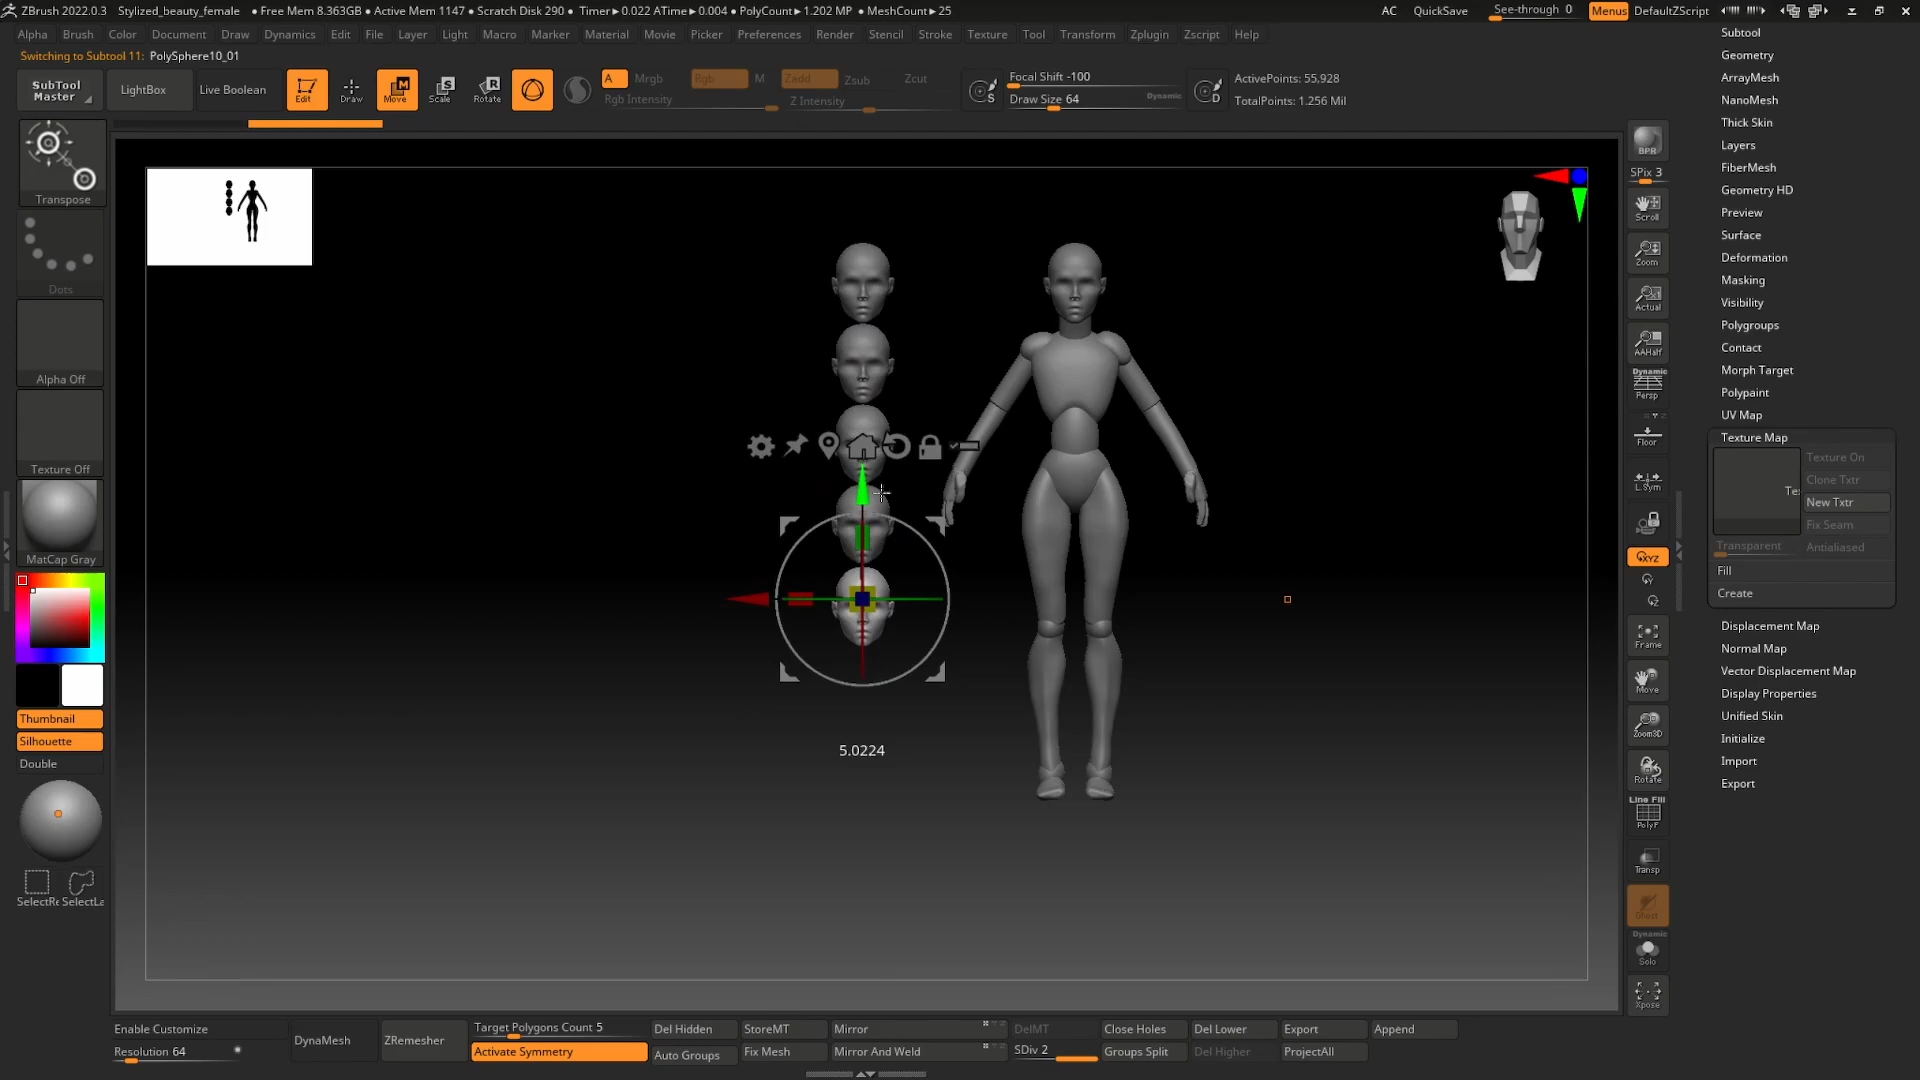 ZBrush 2022.0.3 Stylized_beauty_female • Free Mem 8.363GB • Active Mem 1147 • Scratch Disk 290 • Timer▸0.022 ATime▸0.004 • PolyCount▸1.202 MP • MeshCount▸25 AC QuickSave See-through 0 Menus DefaultZScript
Alpha Brush Color Document Draw Dynamics Edit File Layer Light Macro Marker Material Movie Picker Preferences Render Stencil Stroke Texture Tool Transform Zplugin Zscript Help
Switching to Subtool 11: PolySphere10_01
SubTool Master
LightBox
Live Boolean
Edit
Draw
Move
Scale
Rotate
A Mrgb Rgb M Zadd Zsub Zcut
Rgb Intensity Z Intensity
Focal Shift -100
Draw Size 64 Dynamic
ActivePoints: 55,928
TotalPoints: 1.256 Mil
Transpose
Dots
Alpha Off
Texture Off
MatCap Gray
Thumbnail
Silhouette
Double
SelectRe SelectLa
5.0224
BPR
SPix 3
Scroll
Zoom
Actual
AAHalf
Dynamic
Persp
Floor
L.Sym
XYZ
Frame
Move
Zoom3D
Rotate
Line Fill
PolyF
Transp
Ghost
Dynamic
Solo
Xpose
Subtool
Geometry
ArrayMesh
NanoMesh
Thick Skin
Layers
FiberMesh
Geometry HD
Preview
Surface
Deformation
Masking
Visibility
Polygroups
Contact
Morph Target
Polypaint
UV Map
Texture Map
Texture On
Clone Txtr
Te
New Txtr
Fix Seam
Transparent Antialiased
Fill
Create
Displacement Map
Normal Map
Vector Displacement Map
Display Properties
Unified Skin
Initialize
Import
Export
Enable Customize
Resolution 64
DynaMesh
ZRemesher
Target Polygons Count 5
Activate Symmetry
Del Hidden
Auto Groups
StoreMT
Fix Mesh
Mirror
Mirror And Weld
DelMT
SDiv 2
Close Holes
Groups Split
Del Lower
Del Higher
Export
ProjectAll
Append